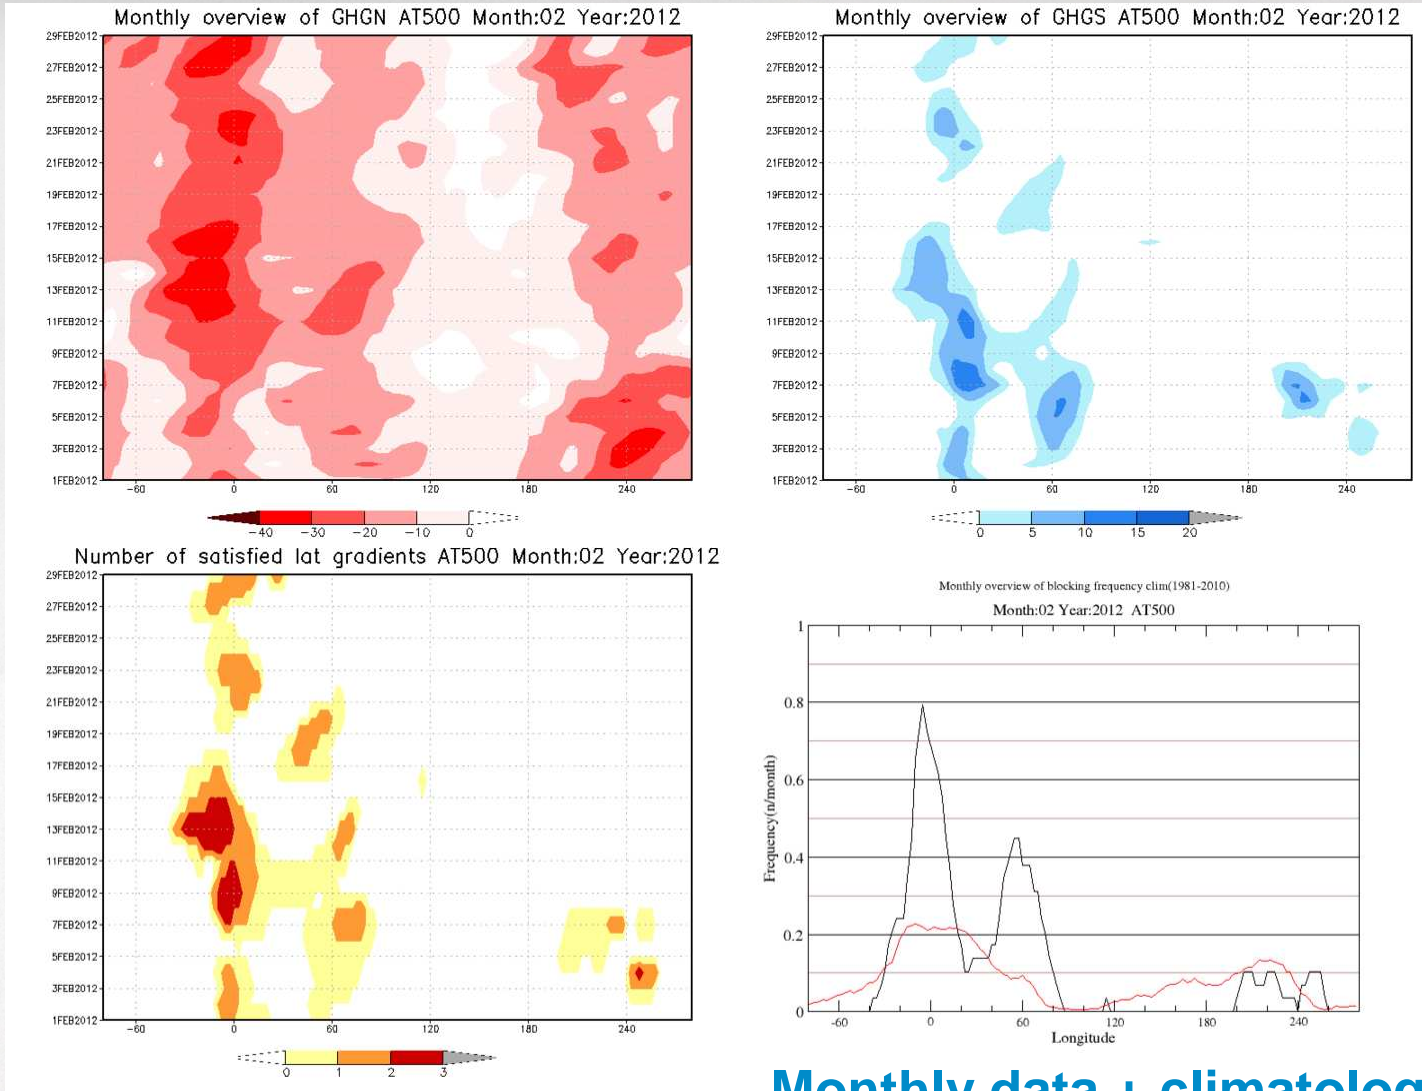 Monthly overview of GHGN AT500 Month:02 Year:2012
29FEB2012
27FEB2012
25FEB2012
23FEB2012
21FEB2012
19FEB2012
17FEB2012
15FEB2012
13FEB2012
11FEB2012
9FEB2012
7FEB2012
5FEB2012
3FEB2012
1FEB2012
−60 0 60 120 180 240
−40 −30 −20 −10 0
Monthly overview of GHGS AT500 Month:02 Year:2012
29FEB2012
27FEB2012
25FEB2012
23FEB2012
21FEB2012
19FEB2012
17FEB2012
15FEB2012
13FEB2012
11FEB2012
9FEB2012
7FEB2012
5FEB2012
3FEB2012
1FEB2012
−60 0 60 120 180 240
0 5 10 15 20
Number of satisfied lat gradients AT500 Month:02 Year:2012
29FEB2012
27FEB2012
25FEB2012
23FEB2012
21FEB2012
19FEB2012
17FEB2012
15FEB2012
13FEB2012
11FEB2012
9FEB2012
7FEB2012
5FEB2012
3FEB2012
1FEB2012
−60 0 60 120 180 240
0 1 2 3
Monthly overview of blocking frequency clim(1981-2010)
Month:02 Year:2012 AT500
Frequency(n/month)
1
0.8
0.6
0.4
0.2
0
-60 0 60 120 180 240
Longitude
Monthly data + climatolog